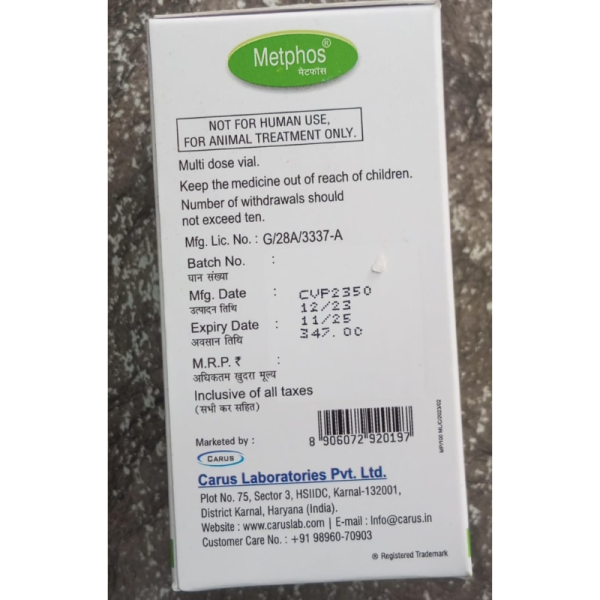 Metphos®
मेटफॉस
NOT FOR HUMAN USE,
FOR ANIMAL TREATMENT ONLY.
Multi dose vial.
Keep the medicine out of reach of children.
Number of withdrawals should
not exceed ten.
Mfg. Lic. No. : G/28A/3337-A
Batch No. :
घान संख्या
Mfg. Date : CVP2350
उत्पादन तिथि 12/23
Expiry Date : 11/25
अवसान तिथि 347.00
M.R.P. ₹ :
अधिकतम खुदरा मूल्य
Inclusive of all taxes
(सभी कर सहित)
8 906072 920197
Marketed by :
CARUS
Carus Laboratories Pvt. Ltd.
Plot No. 75, Sector 3, HSIIDC, Karnal-132001,
District Karnal, Haryana (India).
Website : www.caruslab.com | E-mail : Info@carus.in
Customer Care No. : +91 98960-70903
® Registered Trademark